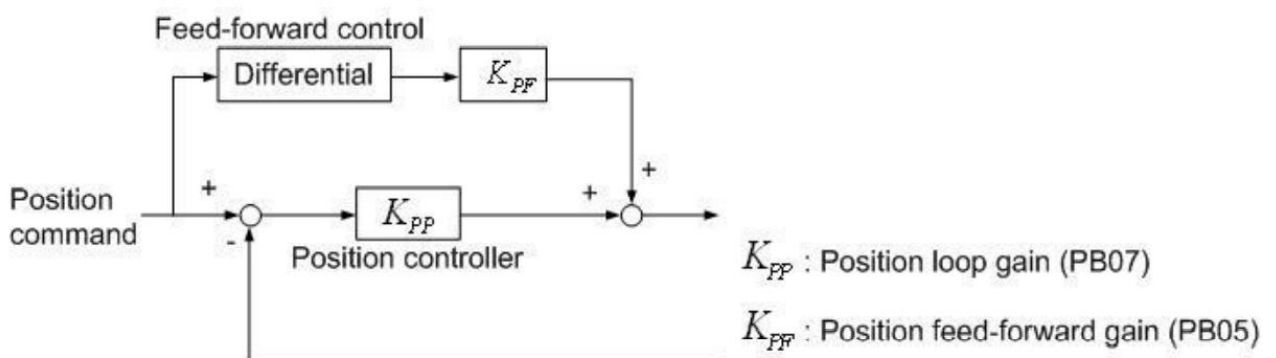 Feed-forward control
Differential
K_PF
+
+
+
Position
command
-
K_PP
Position controller
K_PP : Position loop gain (PB07)
K_PF : Position feed-forward gain (PB05)